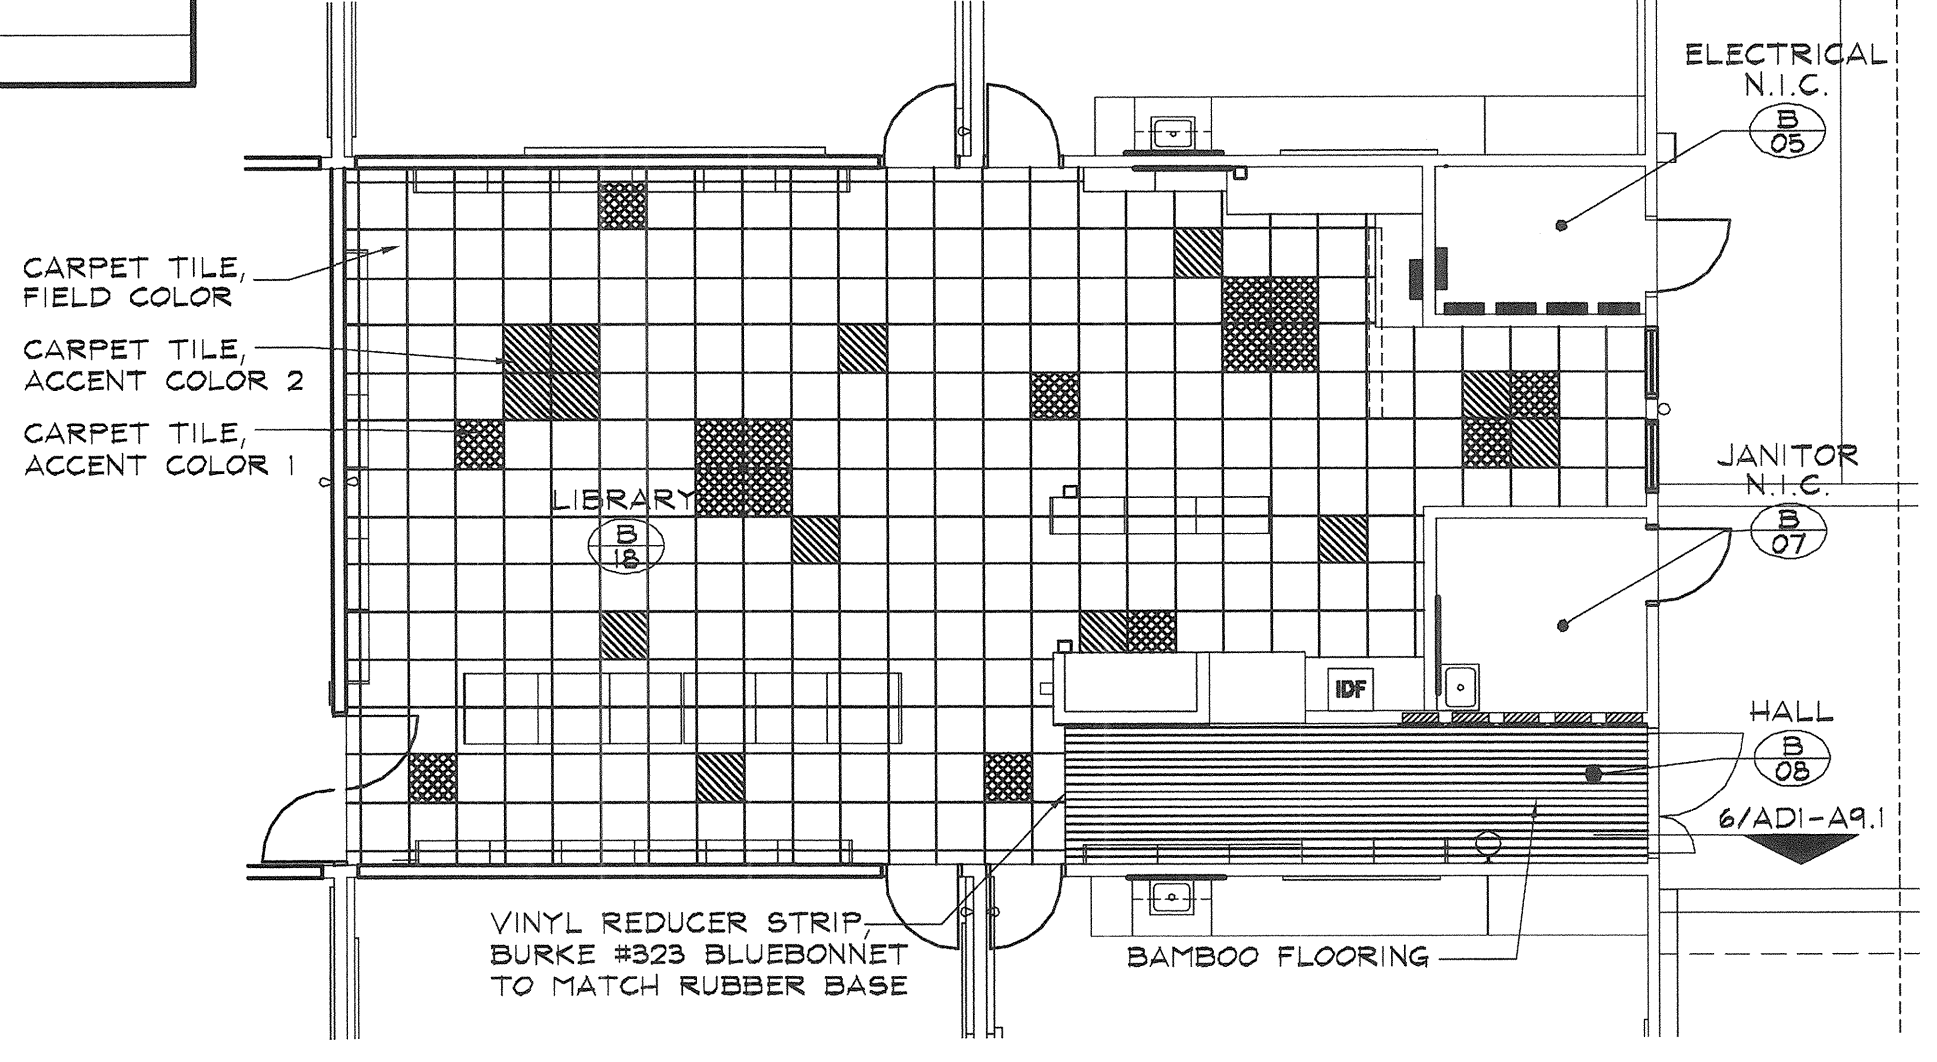 ELECTRICAL
N.I.C.
B
05
CARPET TILE,
FIELD COLOR
CARPET TILE,
ACCENT COLOR 2
CARPET TILE,
ACCENT COLOR 1
LIBRARY
B
18
JANITOR
N.I.C.
B
07
IDF
HALL
B
08
6/AD1-A9.1
VINYL REDUCER STRIP,
BURKE #323 BLUEBONNET
TO MATCH RUBBER BASE
BAMBOO FLOORING